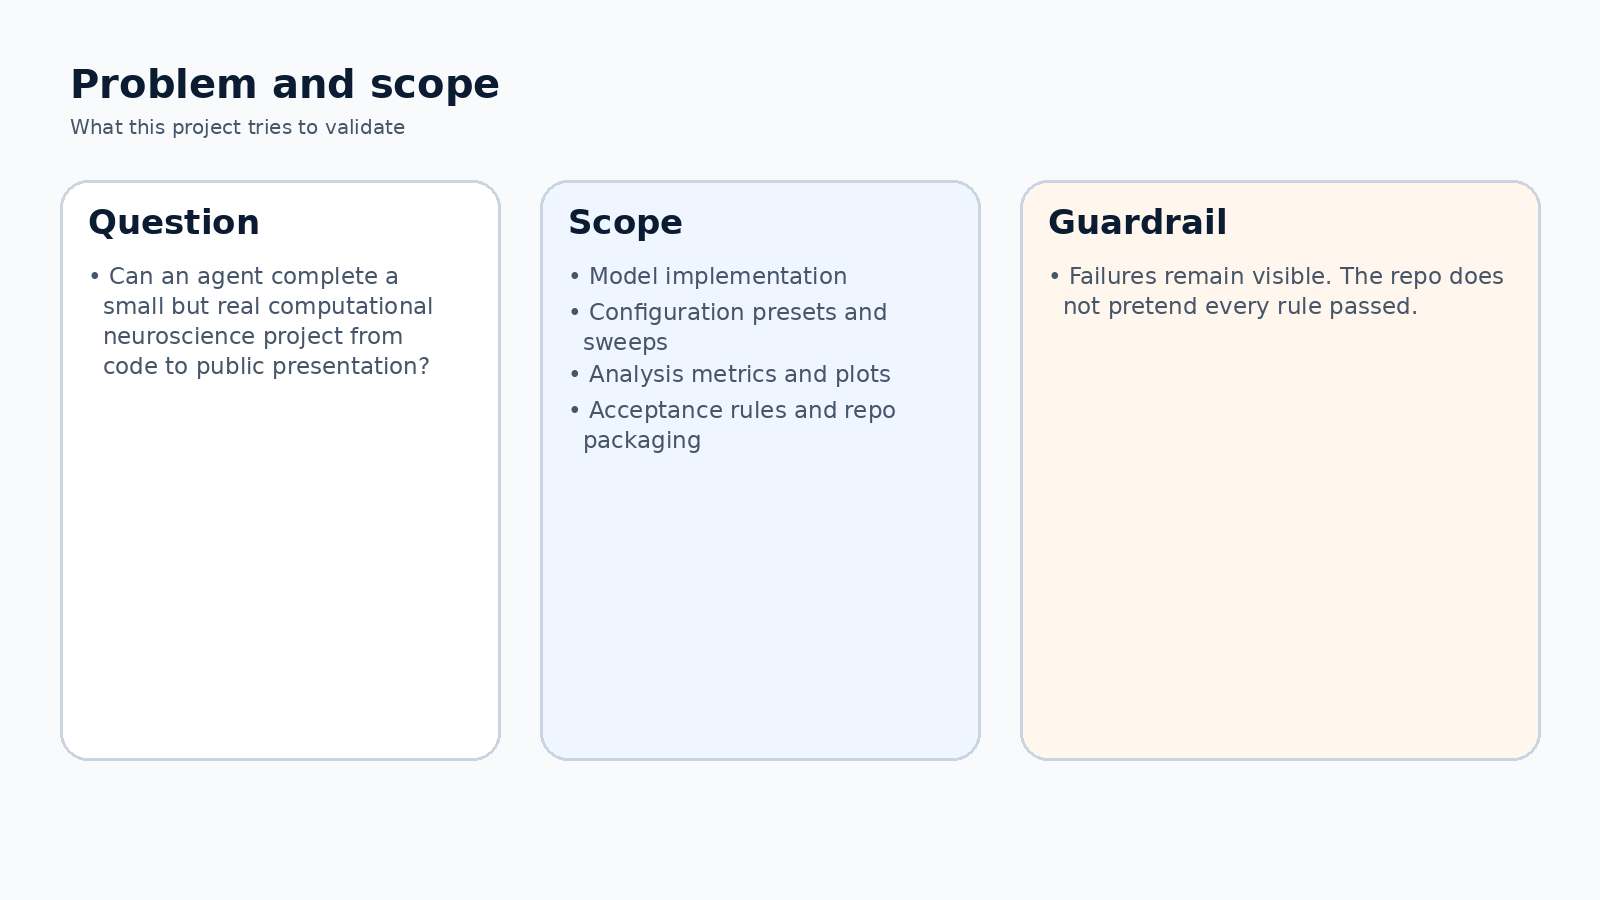 Problem and scope
What this project tries to validate
Question
• Can an agent complete a
small but real computational
neuroscience project from
code to public presentation?
Scope
• Model implementation
• Configuration presets and
sweeps
• Analysis metrics and plots
• Acceptance rules and repo
packaging
Guardrail
• Failures remain visible. The repo does
not pretend every rule passed.